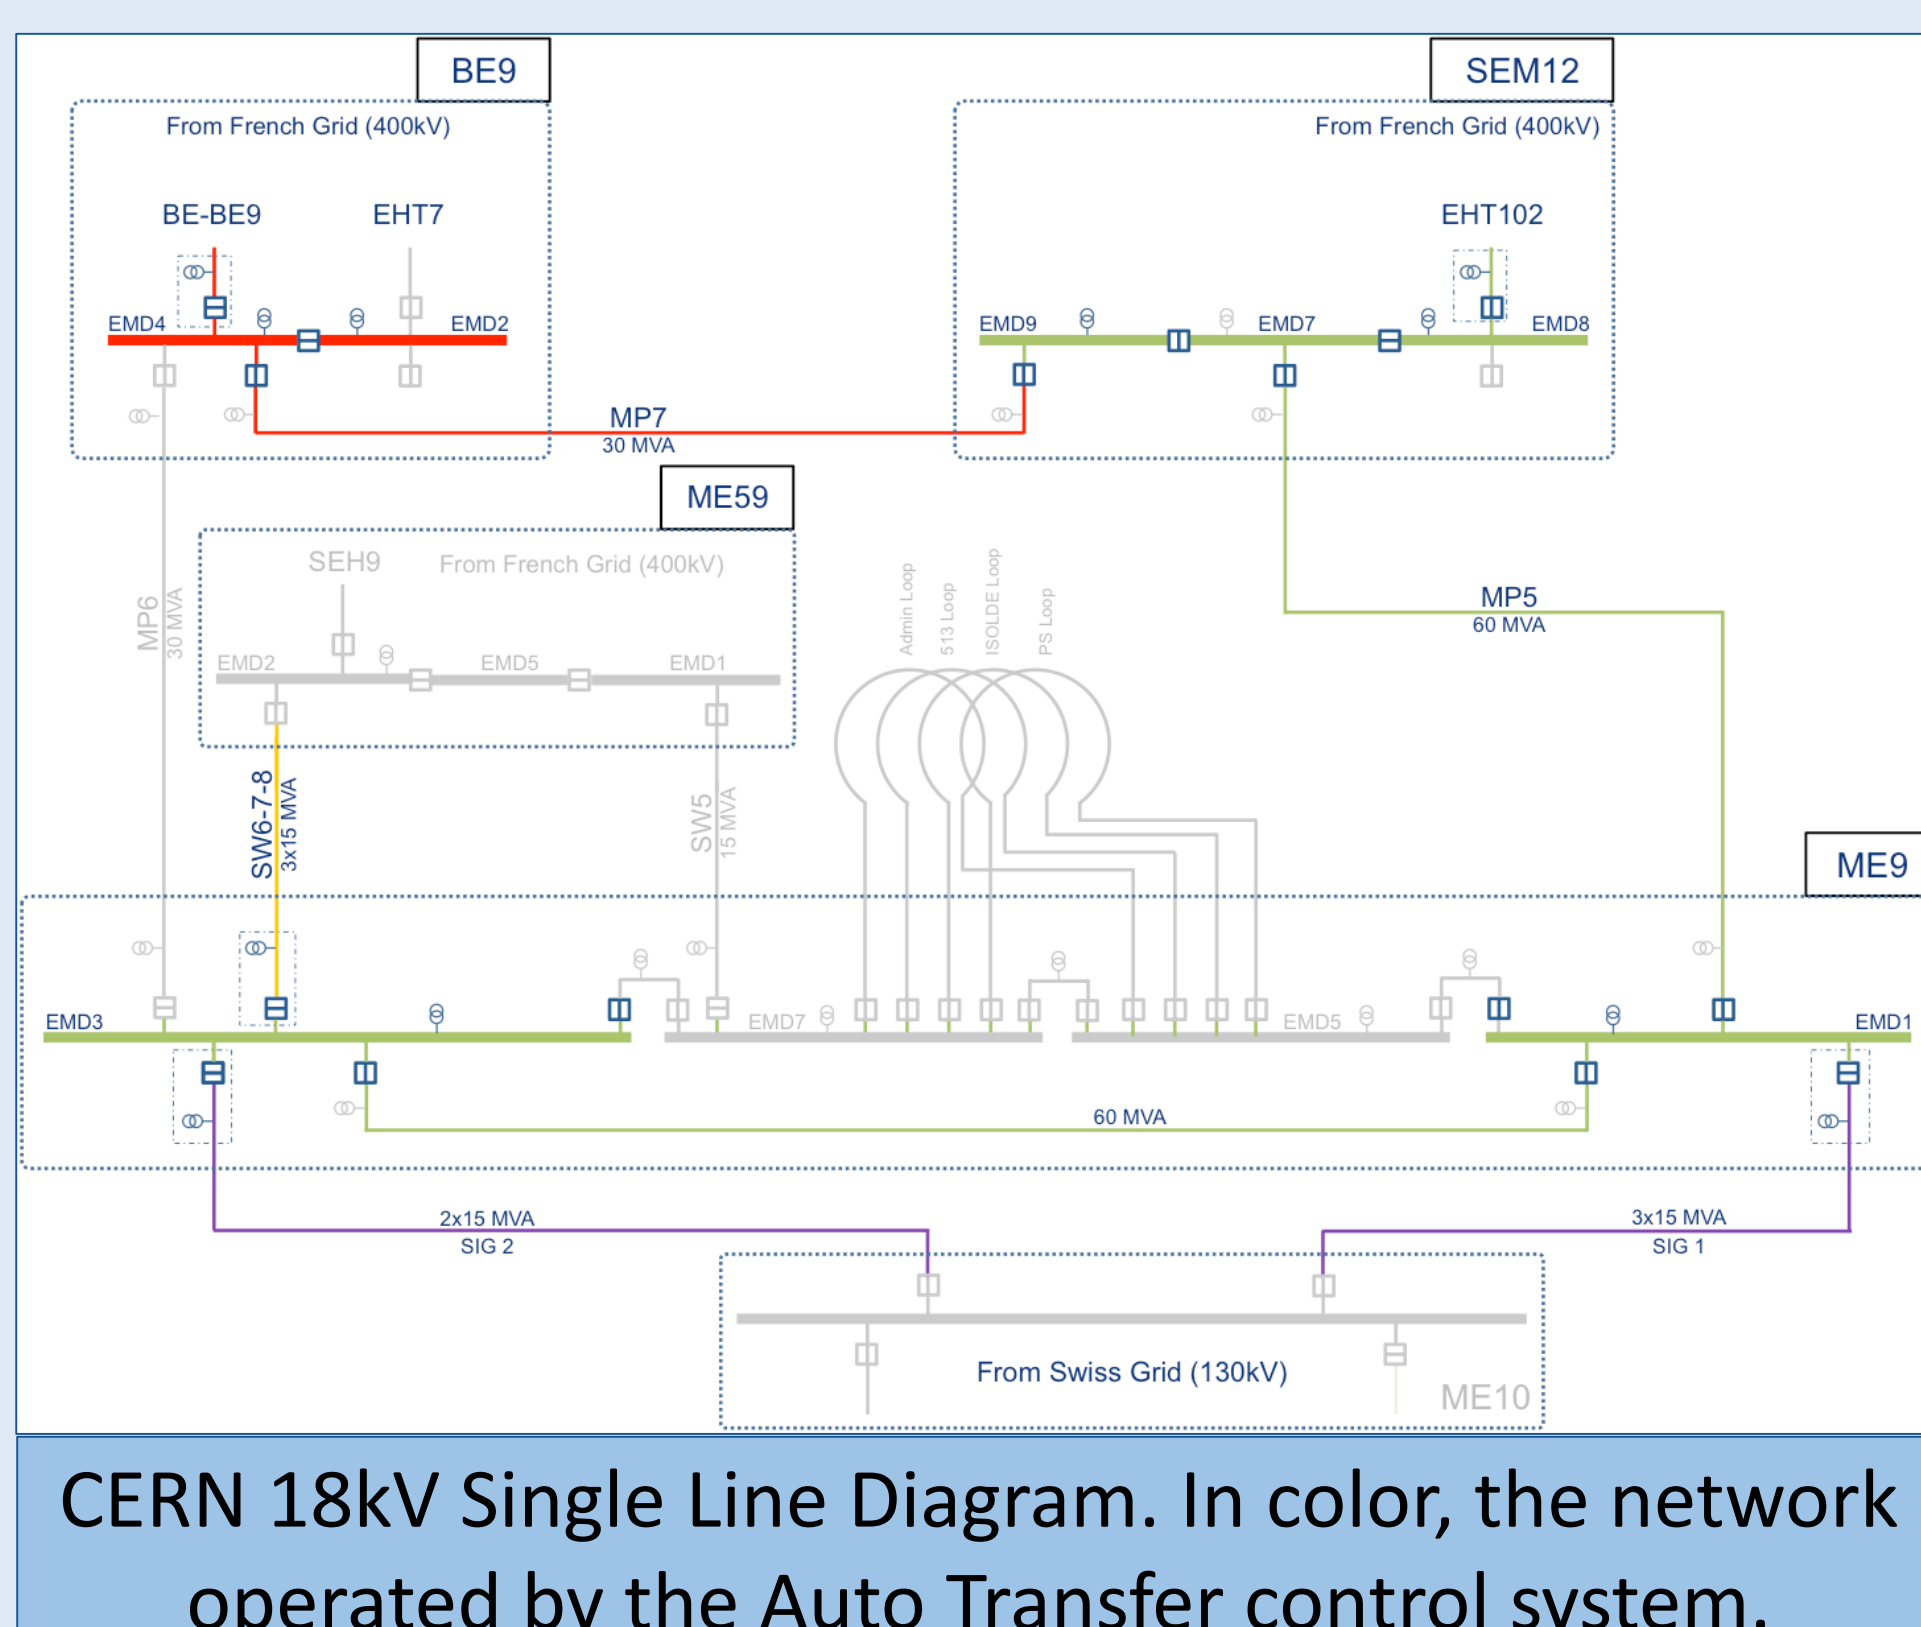 BE9
SEM12
From French Grid (400kV)
From French Grid (400kV)
BE-BE9
EHT7
EHT102
EMD4
EMD2
EMD9
EMD7
EMD8
MP7
30 MVA
ME59
SEH9
From French Grid (400kV)
MP6
30 MVA
EMD2
EMD5
EMD1
Admin Loop
513 Loop
ISOLDE Loop
PS Loop
MP5
60 MVA
SW6-7-8
3x15 MVA
SW5
15 MVA
ME9
EMD3
EMD7
EMD5
EMD1
60 MVA
2x15 MVA
SIG 2
3x15 MVA
SIG 1
From Swiss Grid (130kV)
ME10
CERN 18kV Single Line Diagram. In color, the network
operated by the Auto Transfer control system.